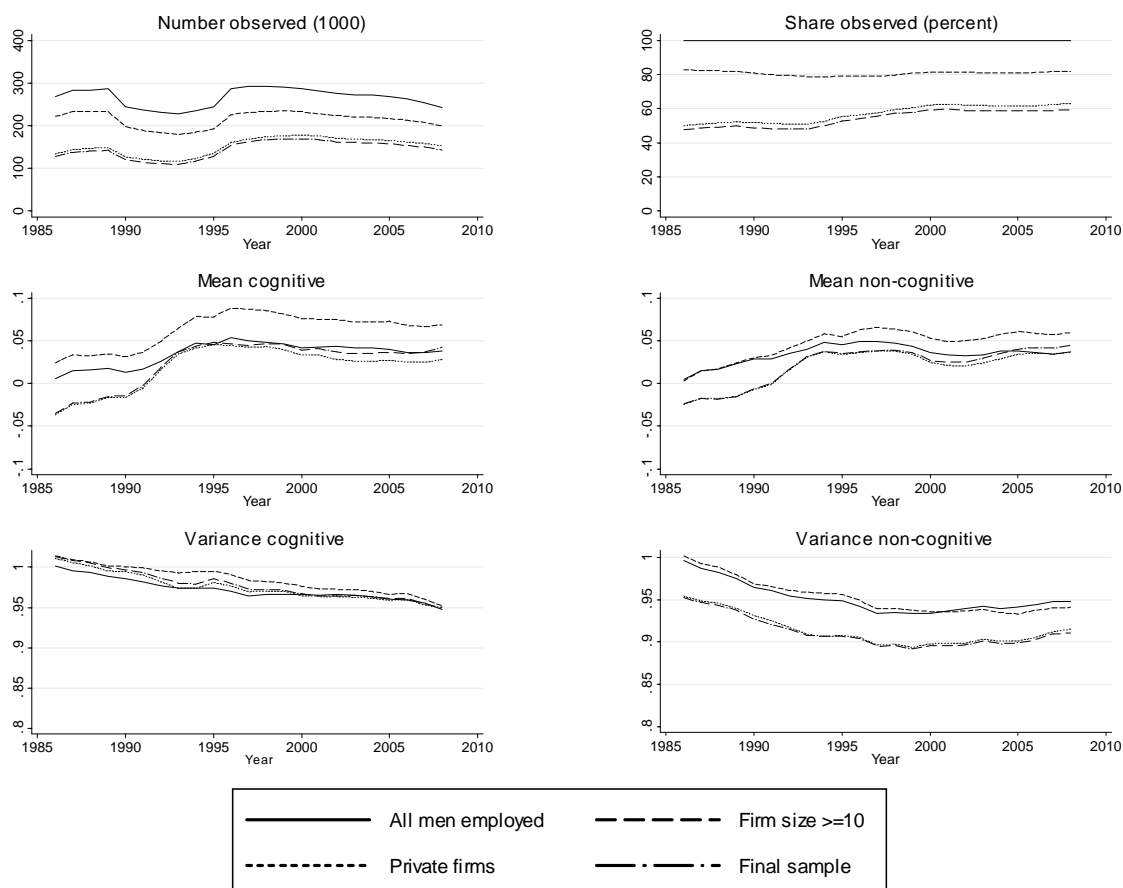 Number observed (1000)
0 100 200 300 400
1985 1990 1995 2000 2005 2010
Year
Share observed (percent)
0 20 40 60 80 100
1985 1990 1995 2000 2005 2010
Year
Mean cognitive
-.1 -.05 0 .05 .1
1985 1990 1995 2000 2005 2010
Year
Mean non-cognitive
-.1 -.05 0 .05 .1
1985 1990 1995 2000 2005 2010
Year
Variance cognitive
.8 .85 .9 .95 1
1985 1990 1995 2000 2005 2010
Year
Variance non-cognitive
.8 .85 .9 .95 1
1985 1990 1995 2000 2005 2010
Year
All men employed
Firm size >=10
Private firms
Final sample